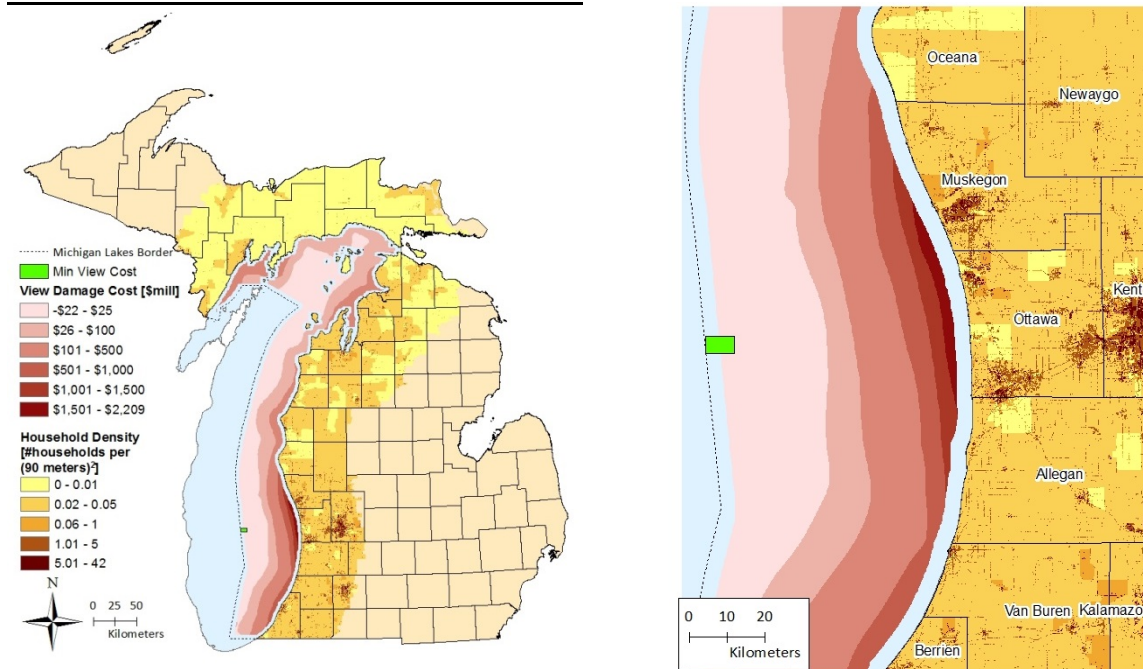 Michigan Lakes Border
Min View Cost
View Damage Cost [$mill]
-$22 - $25
$26 - $100
$101 - $500
$501 - $1,000
$1,001 - $1,500
$1,501 - $2,209
Household Density
[#households per
(90 meters)²]
0 - 0.01
0.02 - 0.05
0.06 - 1
1.01 - 5
5.01 - 42
N
0 25 50
Kilometers
Oceana
Newaygo
Muskegon
Kent
Ottawa
Allegan
Van Buren
Kalamazo
Berrien
0 10 20
Kilometers